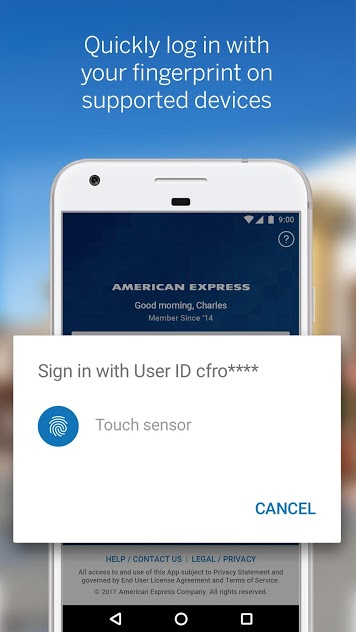 Quickly log in with
your fingerprint on
supported devices
9:00
?
AMERICAN EXPRESS
Good morning, Charles
Member Since '14
Sign in with User ID cfro****
Touch sensor
CANCEL
HELP / CONTACT US | LEGAL / PRIVACY
All access to and use of this App subject to Privacy Statement and
governed by End User License Agreement and Terms of Service.
© 2017 American Express Company. All rights reserved.